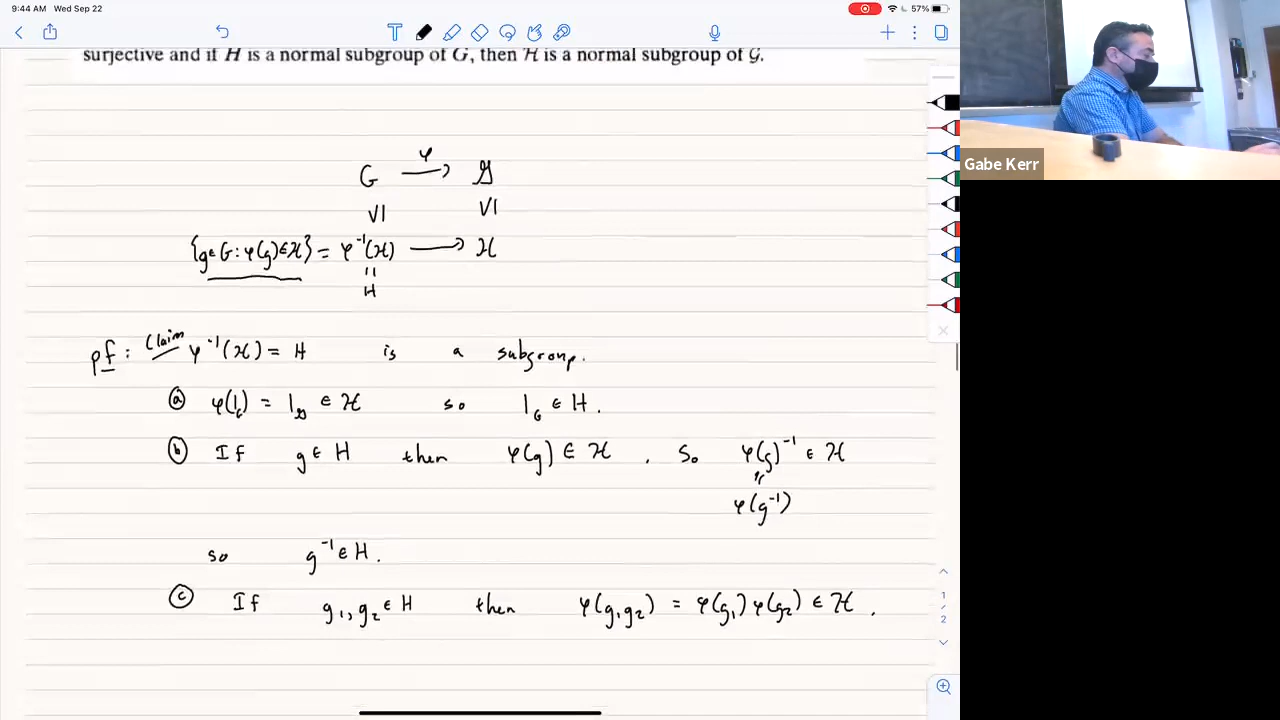 9:44 AM Wed Sep 22
57%
surjective and if H is a normal subgroup of G, then ℋ is a normal subgroup of 𝒢.
Gabe Kerr
φ
G ⟶ 𝒢
VI VI
{g∈G : φ(g)∈ℋ} = φ⁻¹(ℋ) ⟶ ℋ
=
H
pf : Claim φ⁻¹(ℋ) = H is a subgroup.
ⓐ φ(1_G) = 1_𝒢 ∈ ℋ so 1_G ∈ H.
ⓑ If g ∈ H then φ(g) ∈ ℋ. So φ(g)⁻¹ ∈ ℋ
=
φ(g⁻¹)
so g⁻¹ ∈ H.
ⓒ If g₁, g₂ ∈ H then φ(g₁g₂) = φ(g₁)φ(g₂) ∈ ℋ.
1
/
2